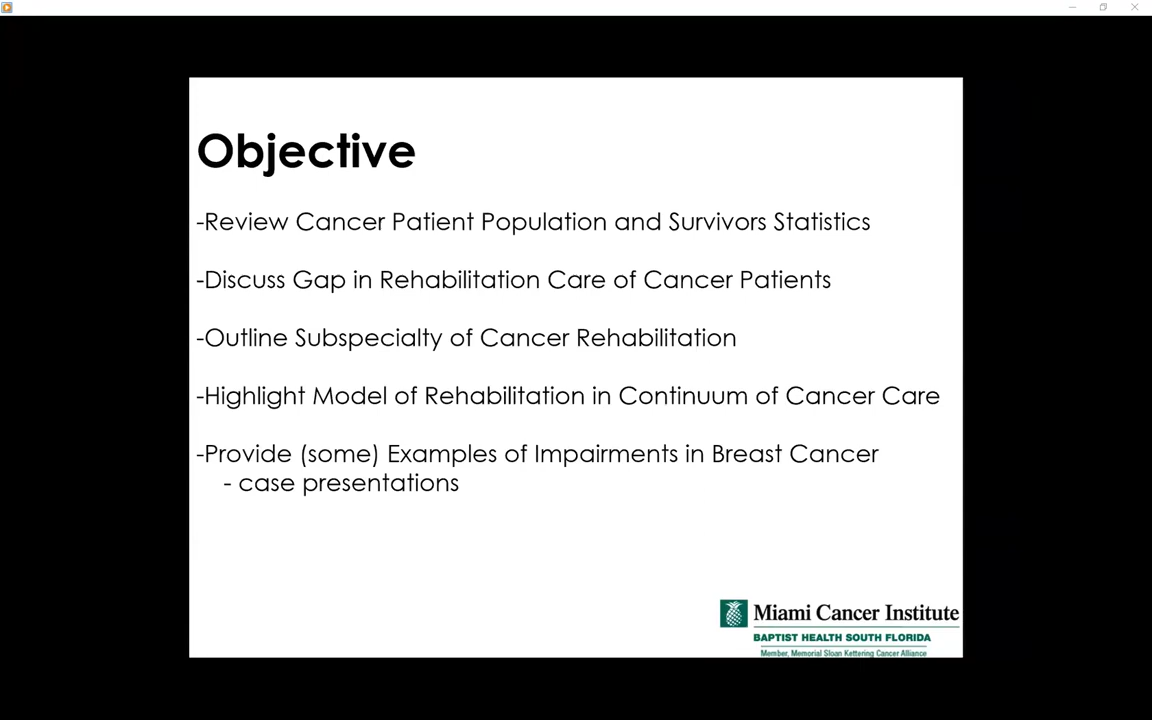 Objective
-Review Cancer Patient Population and Survivors Statistics
-Discuss Gap in Rehabilitation Care of Cancer Patients
-Outline Subspecialty of Cancer Rehabilitation
-Highlight Model of Rehabilitation in Continuum of Cancer Care
-Provide (some) Examples of Impairments in Breast Cancer
- case presentations
Miami Cancer Institute
BAPTIST HEALTH SOUTH FLORIDA
Member, Memorial Sloan Kettering Cancer Alliance